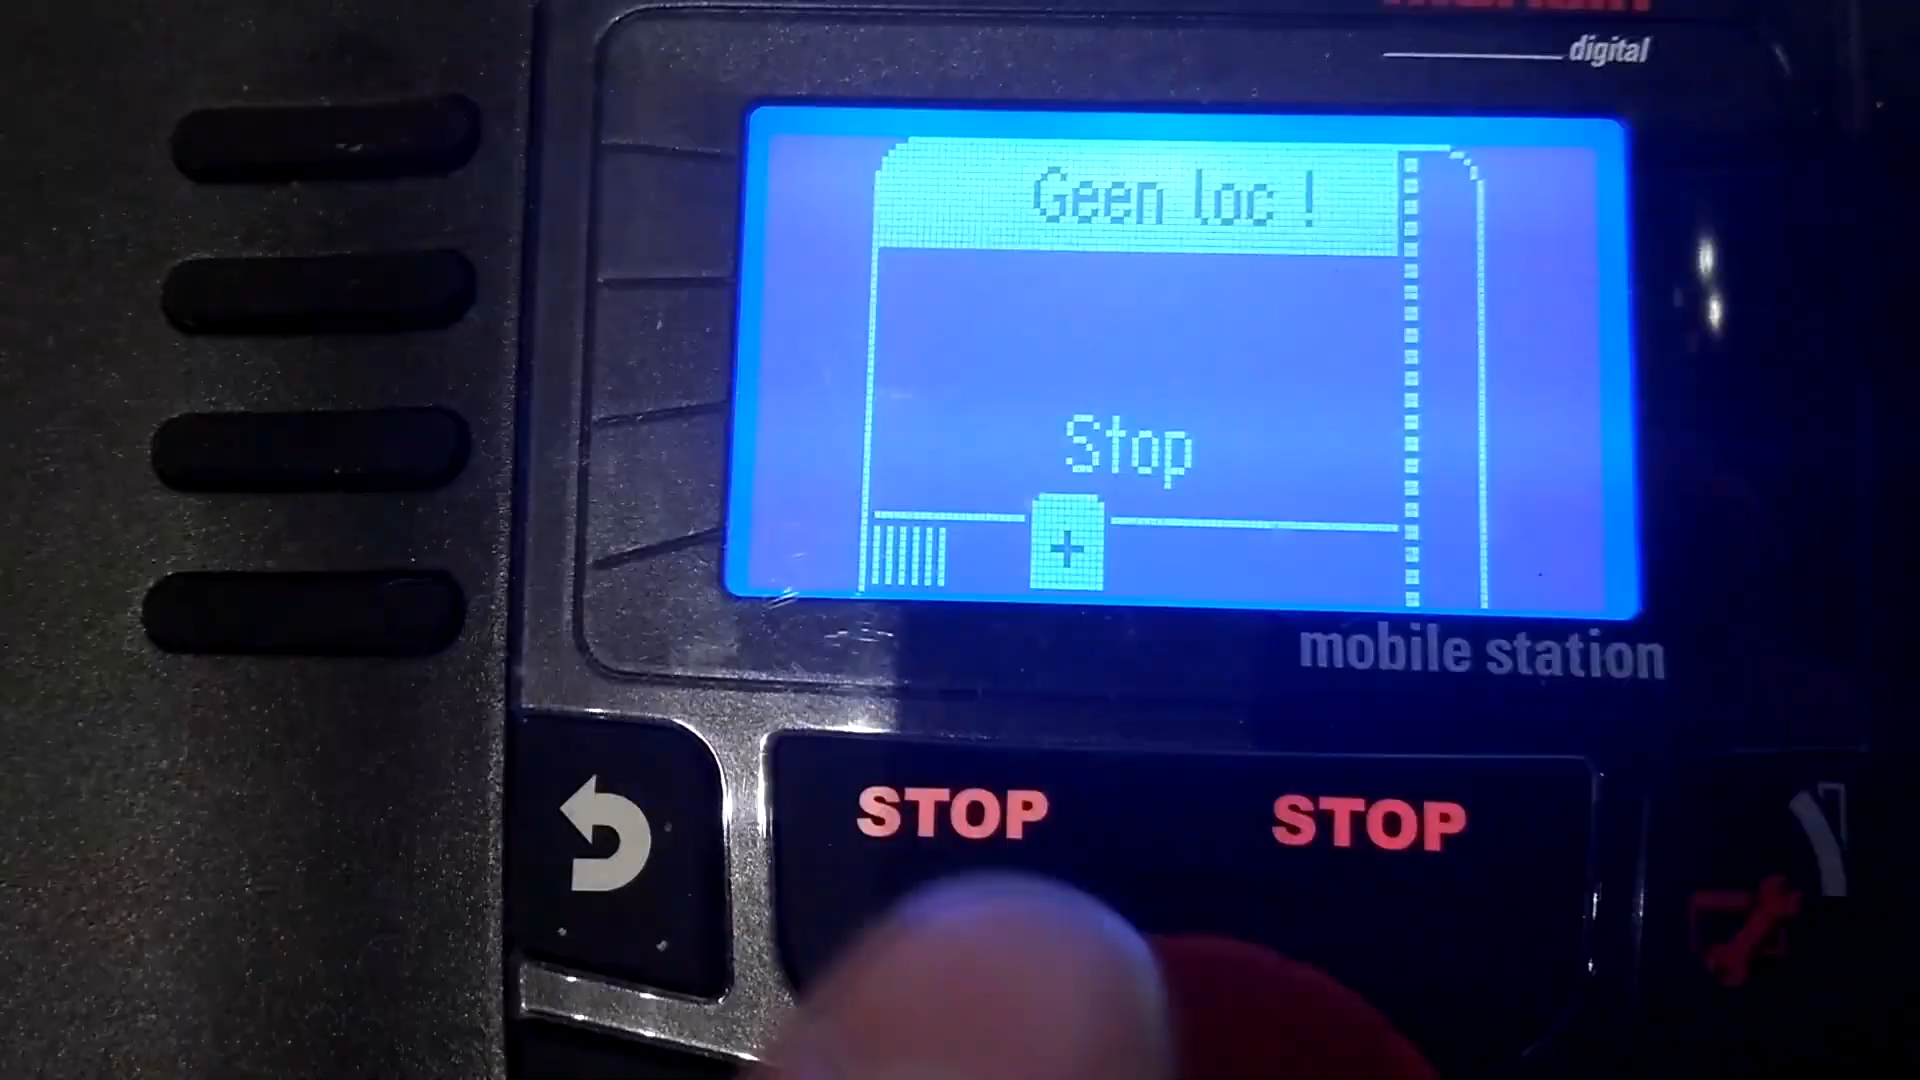 digital
Geen loc !
Stop
+
mobile station
STOP STOP